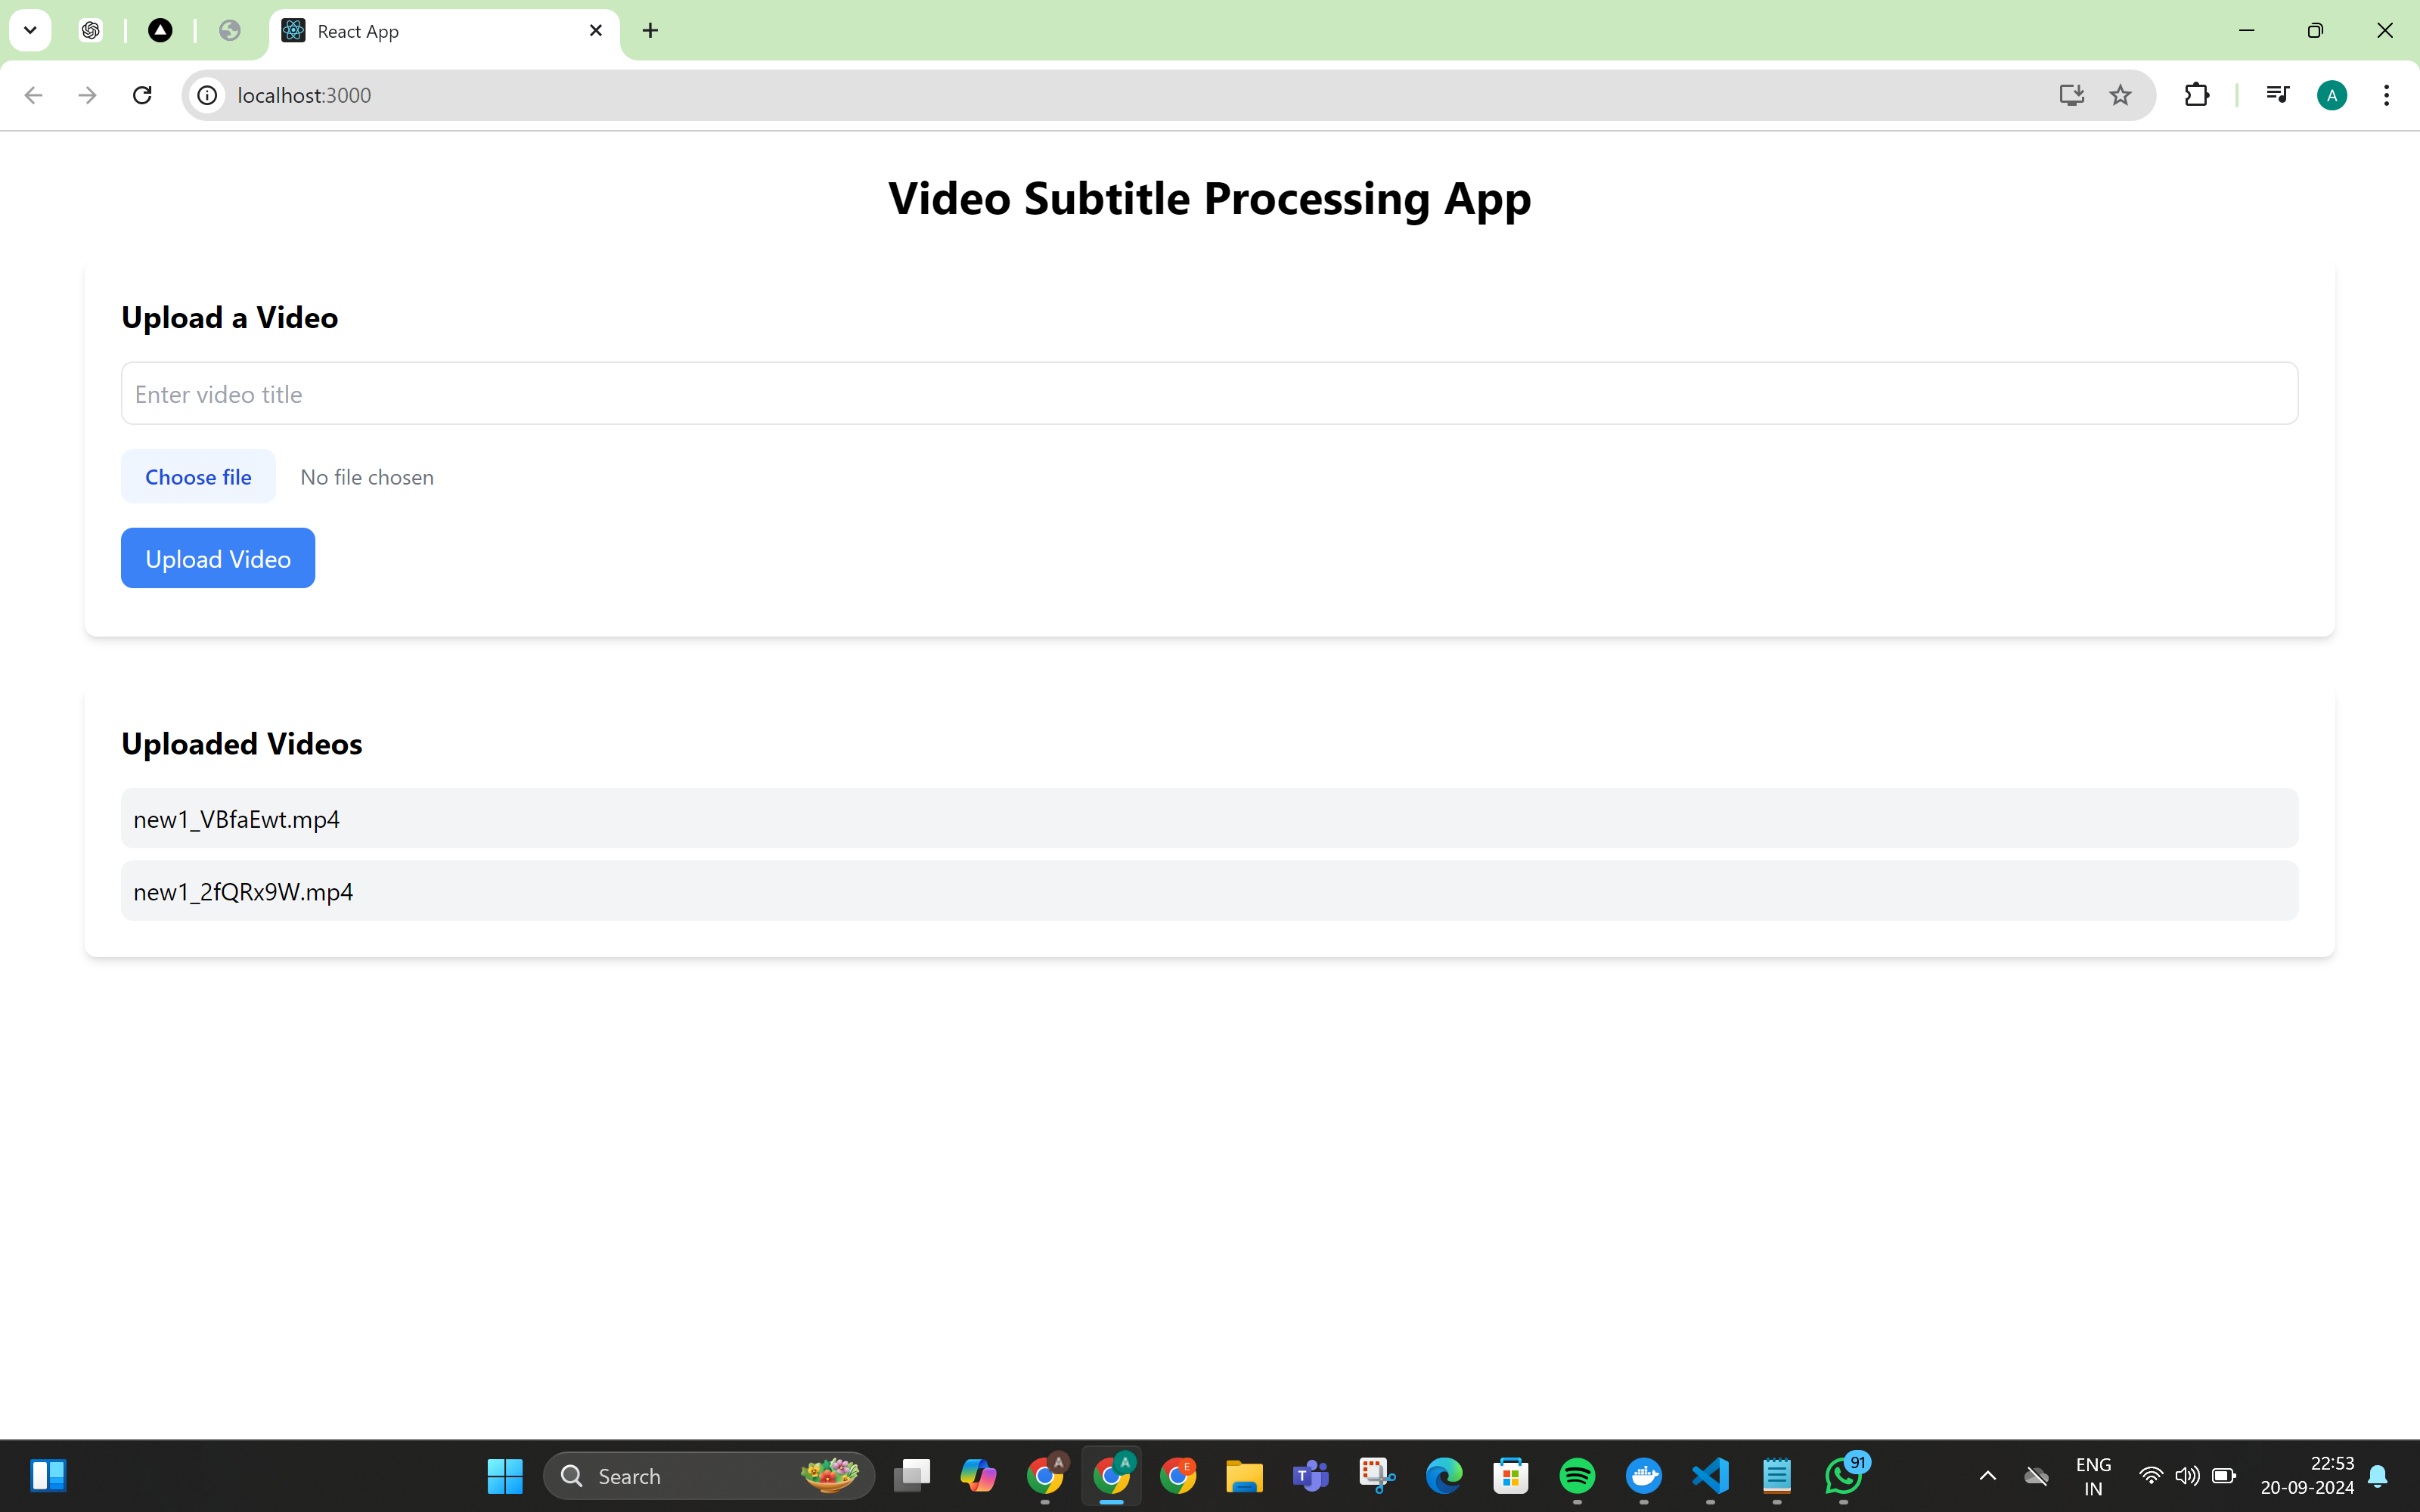 React App
localhost:3000
A
Video Subtitle Processing App
Upload a Video
Enter video title
Choose file No file chosen
Upload Video
Uploaded Videos
new1_VBfaEwt.mp4
new1_2fQRx9W.mp4
Search
A
A
E
T
91
ENG
IN
22:53
20-09-2024